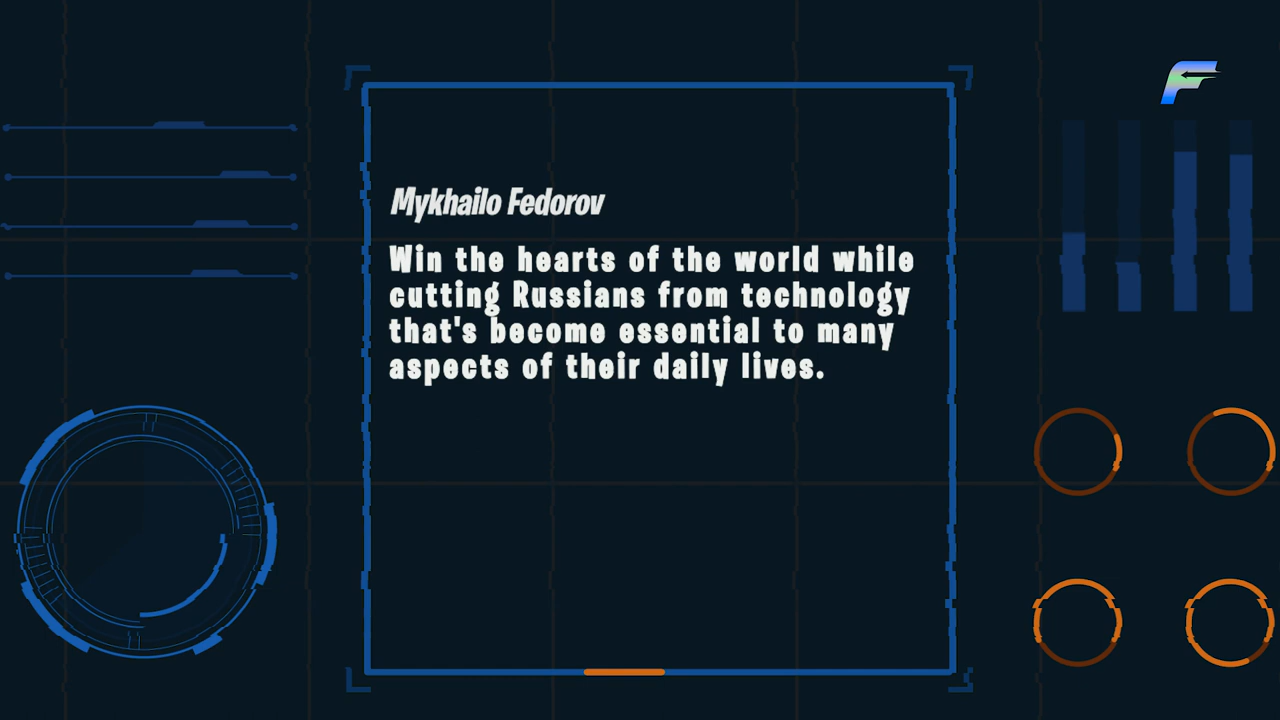 Mykhailo Fedorov
Win the hearts of the world while
cutting Russians from technology
that's become essential to many
aspects of their daily lives.